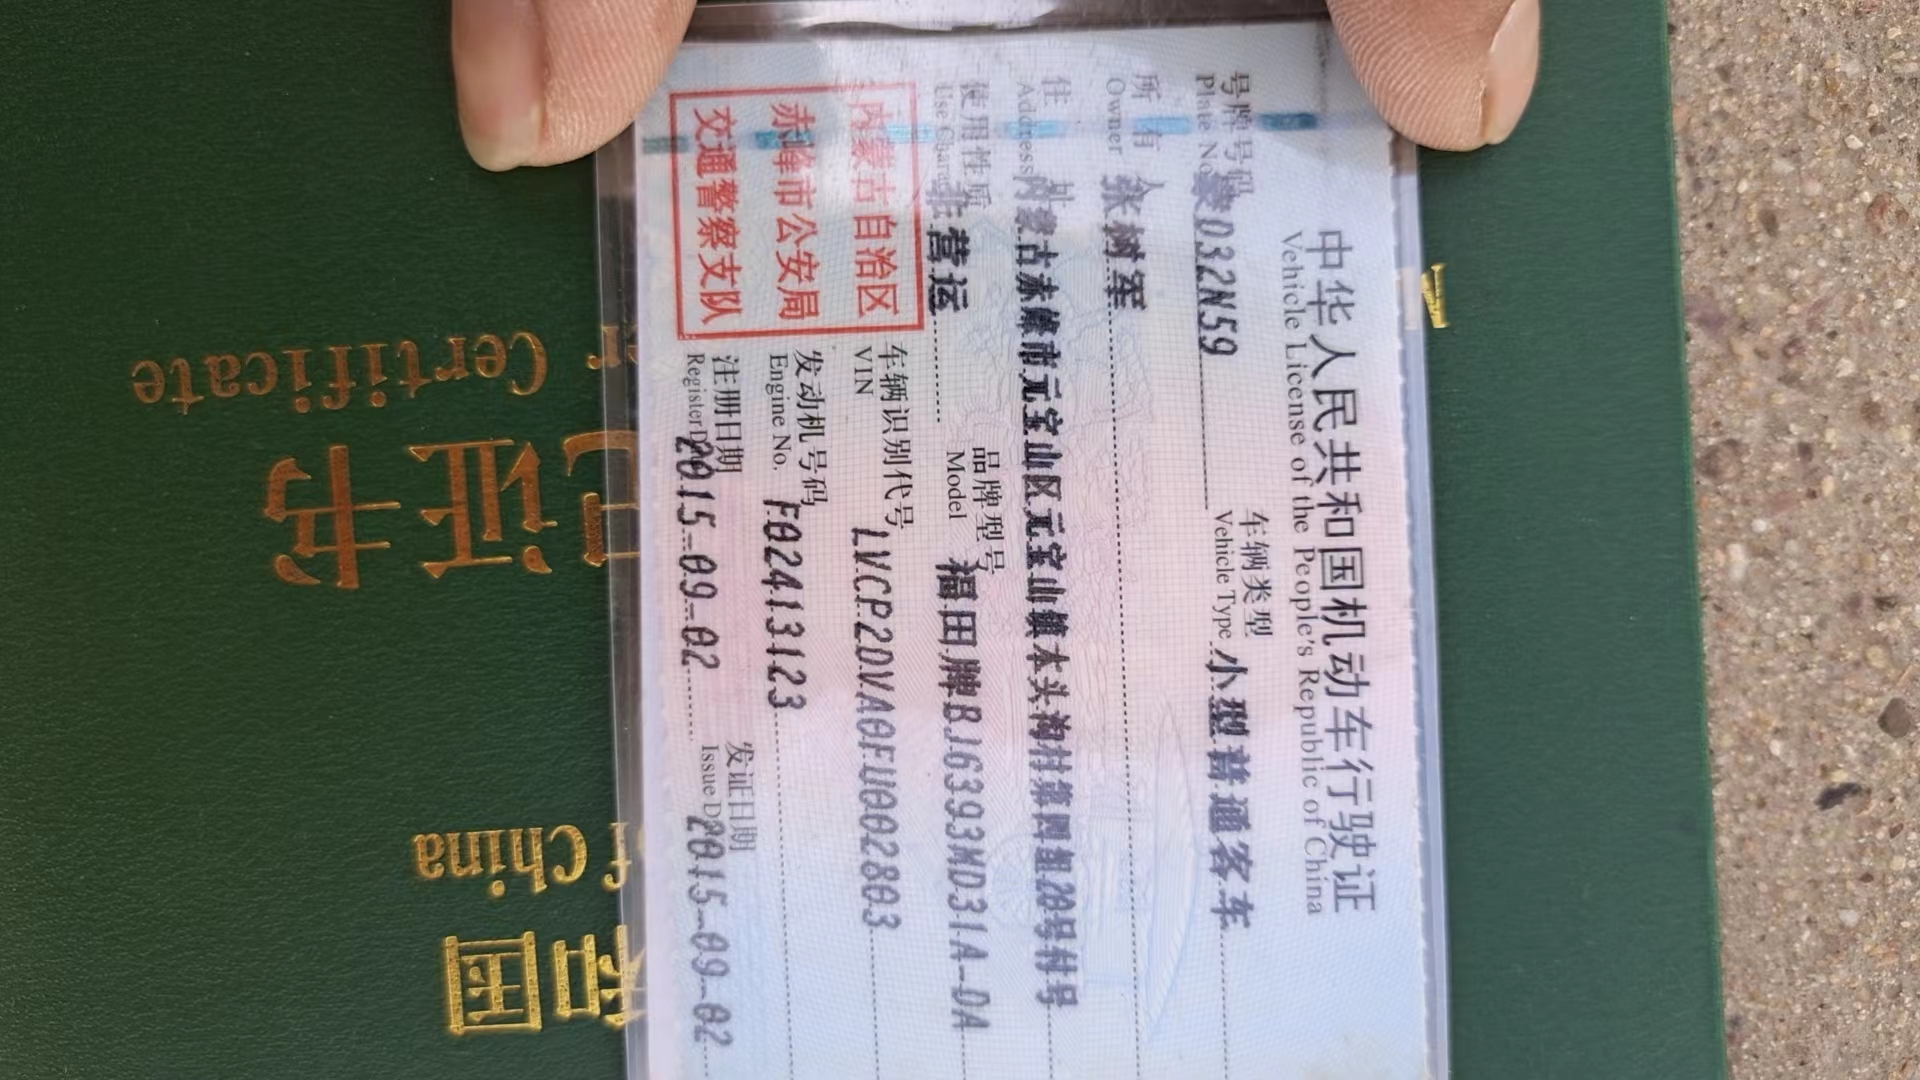 中华人民共和国机动车行驶证
Vehicle License of the People's Republic of China
号牌号码 蒙D32N59 车辆类型 小型普通客车
Plate No. Vehicle Type
所有人 张树军
Owner
住址 内蒙古赤峰市元宝山区元宝山镇木头沟村第四组20号付号
Address
使用性质 非营运 品牌型号 福田牌BJ6393MD31A-DA
Use Charac Model
内蒙古自治区
赤峰市公安局
交通警察支队
车辆识别代号 LVCP2DVA0FU002803
VIN
发动机号码 F02413123
Engine No.
注册日期 2015-09-02 发证日期 2015-09-02
Register D Issue D
证书
r Certificate
国
of China